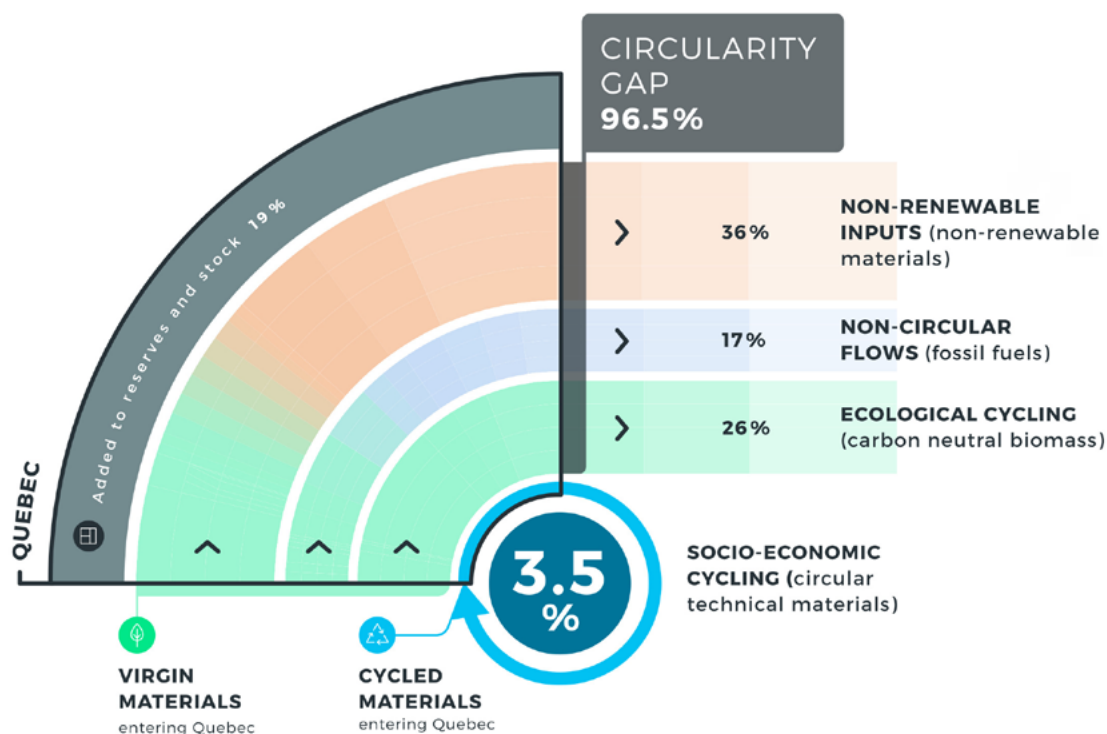 CIRCULARITY
GAP
96.5%
Added to reserves and stock 19%
QUEBEC
36%
NON-RENEWABLE
INPUTS (non-renewable
materials)
17%
NON-CIRCULAR
FLOWS (fossil fuels)
26%
ECOLOGICAL CYCLING
(carbon neutral biomass)
3.5
%
SOCIO-ECONOMIC
CYCLING (circular
technical materials)
VIRGIN
MATERIALS
entering Quebec
CYCLED
MATERIALS
entering Quebec